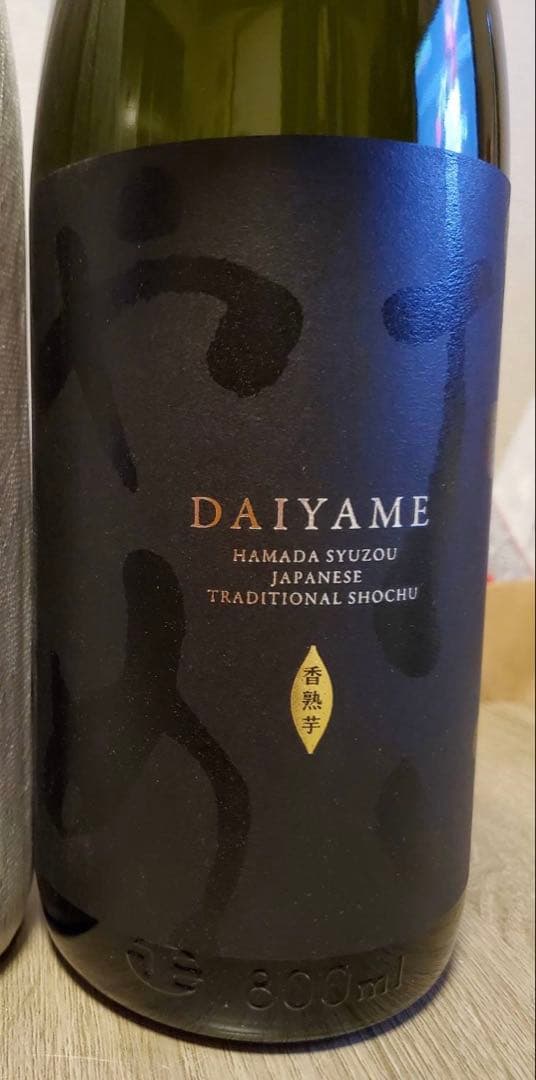 DAIYAME
HAMADA SYUZOU
JAPANESE
TRADITIONAL SHOCHU
香熟芋
800ml